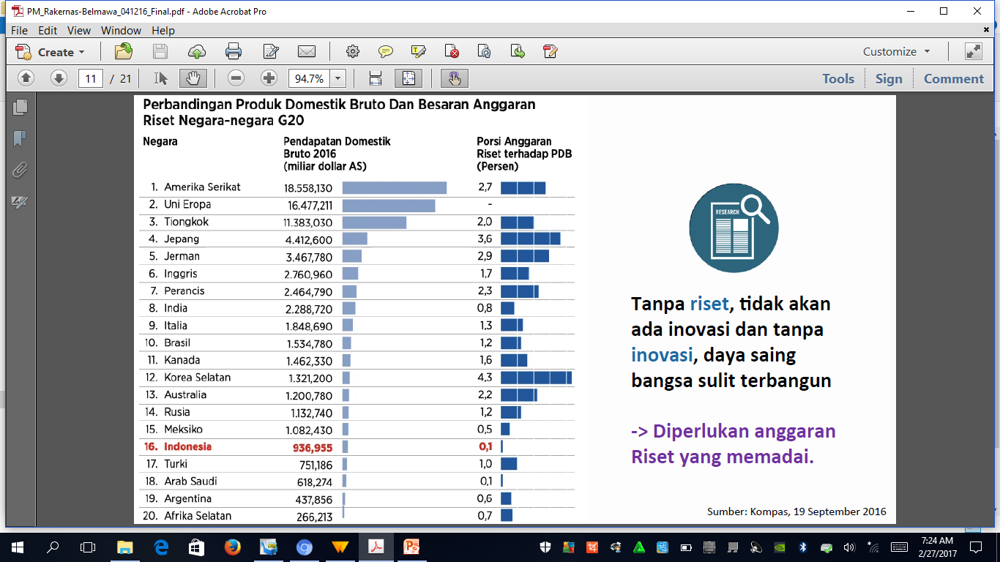 PM_Rakernas-Belmawa_041216_Final.pdf - Adobe Acrobat Pro
File Edit View Window Help
Create Customize
11 / 21 94.7% Tools Sign Comment
Perbandingan Produk Domestik Bruto Dan Besaran Anggaran
Riset Negara-negara G20
Negara Pendapatan Domestik Bruto 2016 (miliar dollar AS) Porsi Anggaran Riset terhadap PDB (Persen)
1. Amerika Serikat 18.558,130 2,7
2. Uni Eropa 16.477,211 -
3. Tiongkok 11.383,030 2,0
4. Jepang 4.412,600 3,6
5. Jerman 3.467,780 2,9
6. Inggris 2.760,960 1,7
7. Perancis 2.464,790 2,3
8. India 2.288,720 0,8
9. Italia 1.848,690 1,3
10. Brasil 1.534,780 1,2
11. Kanada 1.462,330 1,6
12. Korea Selatan 1.321,200 4,3
13. Australia 1.200,780 2,2
14. Rusia 1.132,740 1,2
15. Meksiko 1.082,430 0,5
16. Indonesia 936,955 0,1
17. Turki 751,186 1,0
18. Arab Saudi 618,274 0,1
19. Argentina 437,856 0,6
20. Afrika Selatan 266,213 0,7
RESEARCH
Tanpa riset, tidak akan
ada inovasi dan tanpa
inovasi, daya saing
bangsa sulit terbangun
-> Diperlukan anggaran
Riset yang memadai.
Sumber: Kompas, 19 September 2016
7:24 AM
2/27/2017